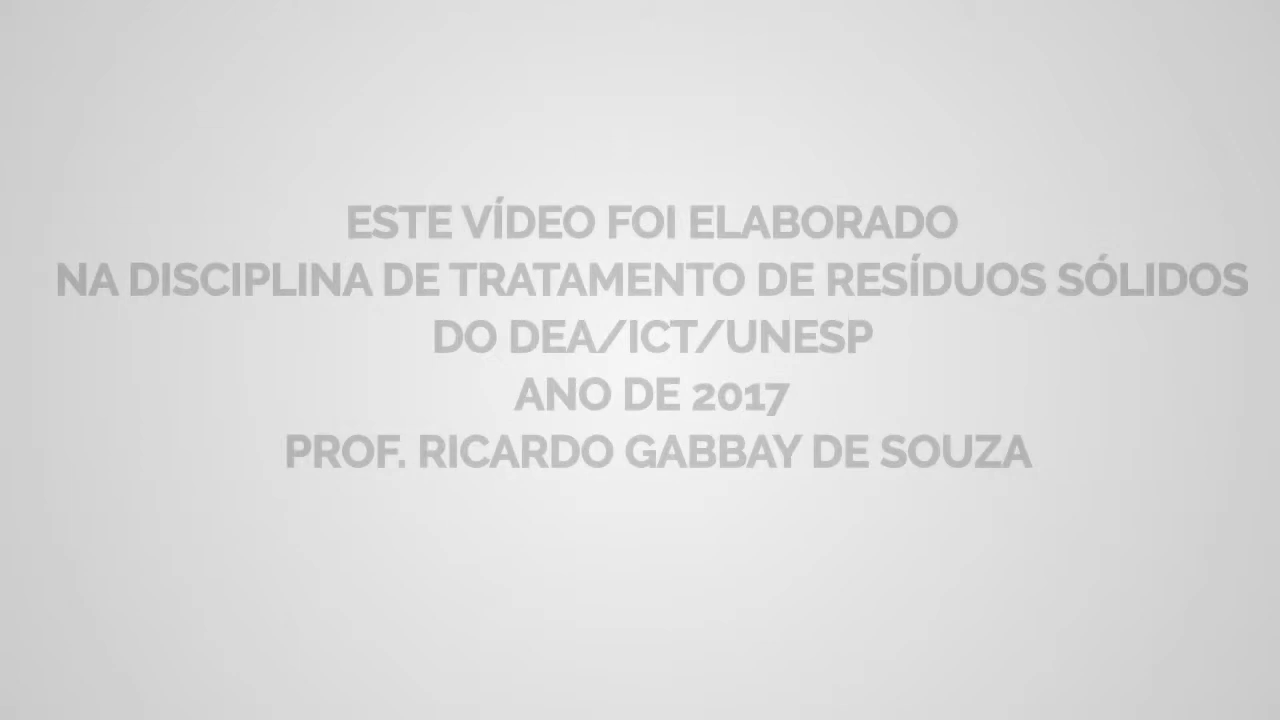 ESTE VÍDEO FOI ELABORADO
NA DISCIPLINA DE TRATAMENTO DE RESÍDUOS SÓLIDOS
DO DEA/ICT/UNESP
ANO DE 2017
PROF. RICARDO GABBAY DE SOUZA